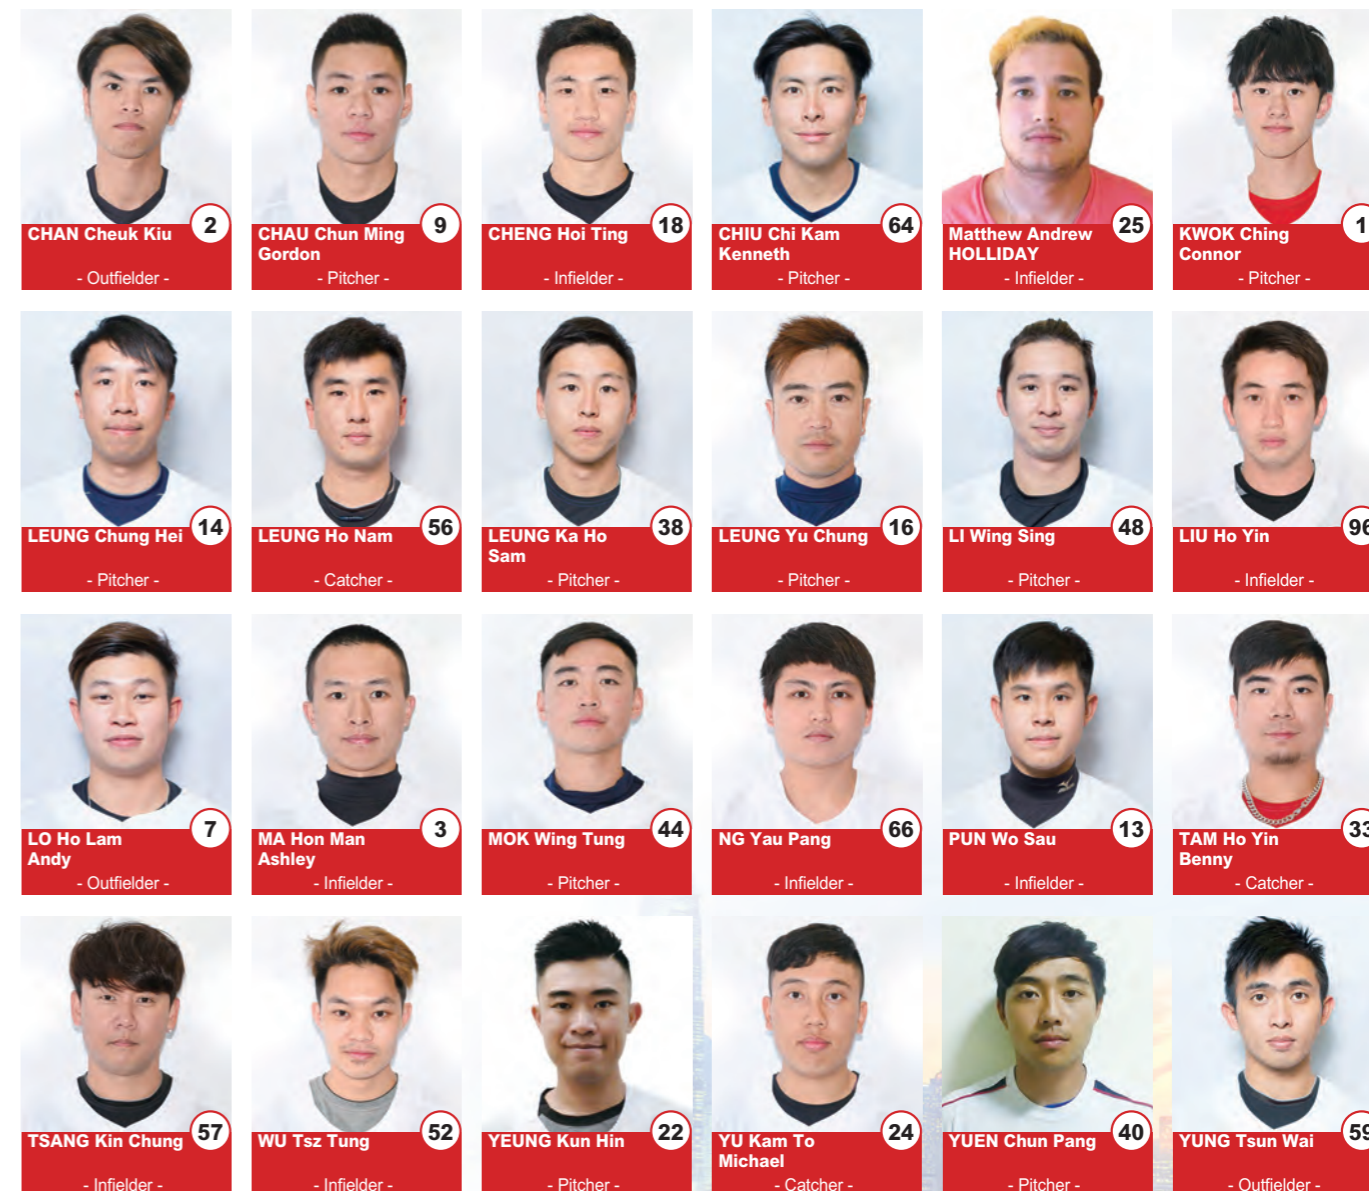 CHAN Cheuk Kiu
2
- Outfielder -
CHAU Chun Ming
Gordon
9
- Pitcher -
CHENG Hoi Ting
18
- Infielder -
CHIU Chi Kam
Kenneth
64
- Pitcher -
Matthew Andrew
HOLLIDAY
25
- Infielder -
KWOK Ching
Connor
1
- Pitcher -
LEUNG Chung Hei
14
- Pitcher -
LEUNG Ho Nam
56
- Catcher -
LEUNG Ka Ho
Sam
38
- Pitcher -
LEUNG Yu Chung
16
- Pitcher -
LI Wing Sing
48
- Pitcher -
LIU Ho Yin
96
- Infielder -
LO Ho Lam
Andy
7
- Outfielder -
MA Hon Man
Ashley
3
- Infielder -
MOK Wing Tung
44
- Pitcher -
NG Yau Pang
66
- Infielder -
PUN Wo Sau
13
- Infielder -
TAM Ho Yin
Benny
33
- Catcher -
TSANG Kin Chung
57
- Infielder -
WU Tsz Tung
52
- Infielder -
YEUNG Kun Hin
22
- Pitcher -
YU Kam To
Michael
24
- Catcher -
YUEN Chun Pang
40
- Pitcher -
YUNG Tsun Wai
59
- Outfielder -